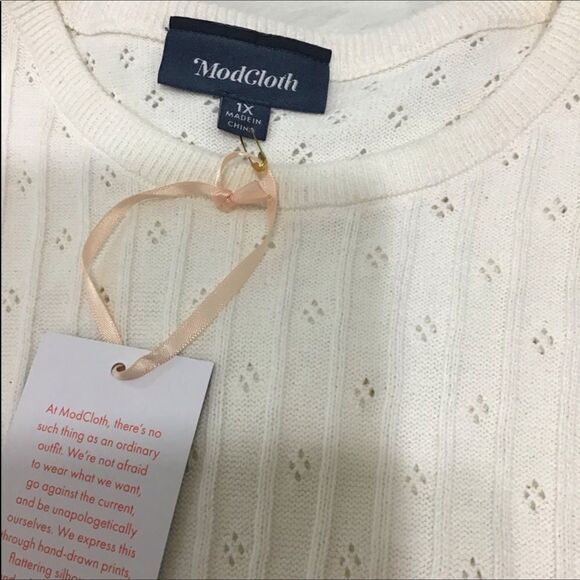 ModCloth
1X
MADE IN
CHINA
At ModCloth, there's no
such thing as an ordinary
outfit. We're not afraid
to wear what we want,
go against the current,
and be unapologetically
ourselves. We express this
through hand-drawn prints,
flattering